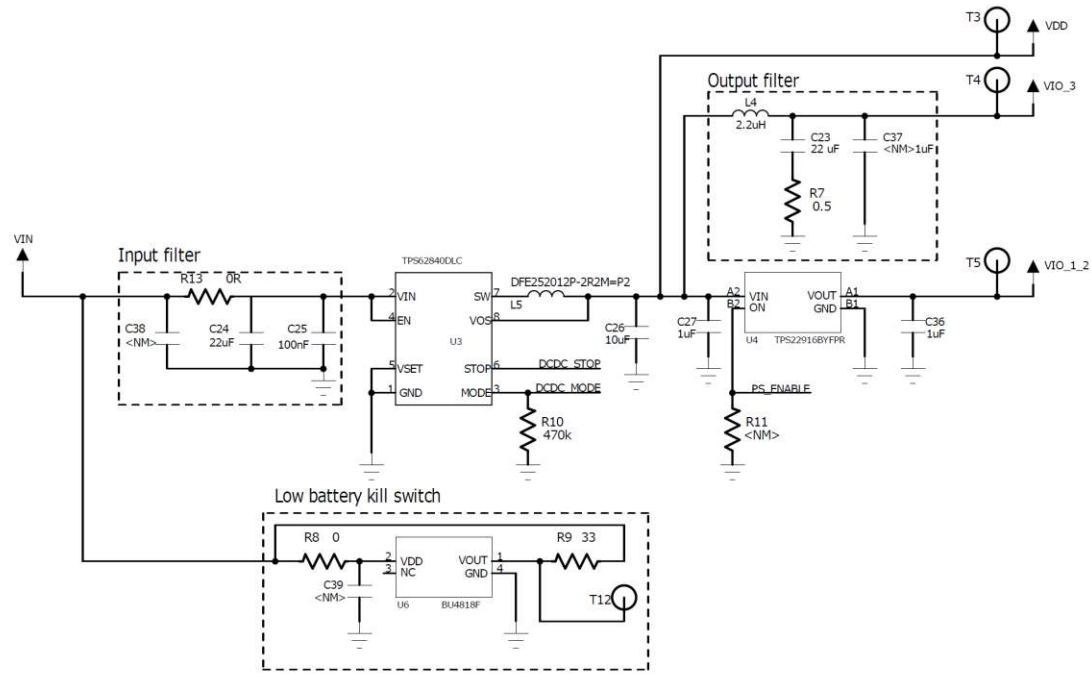 T3
VDD
T4
VIO_3
Output filter
L4
2.2uH
C23
22 uF
C37
<NM>1uF
R7
0.5
VIN
Input filter
R13 0R
C38
<NM>
C24
22uF
C25
100nF
TPS62840DLC
2 VIN
4 EN
5 VSET
1 GND
SW 7
VOS 8
U3
STOP 6
MODE 3
DFE252012P-2R2M=P2
L5
DCDC_STOP
DCDC_MODE
R10
470k
C26
10uF
C27
1uF
A2 VIN
B2 ON
VOUT A1
GND B1
U4 TPS22916BYFPR
T5
VIO_1_2
C36
1uF
PS_ENABLE
R11
<NM>
Low battery kill switch
R8 0
R9 33
2 VDD
3 NC
VOUT 1
GND 4
C39
<NM>
U6 BU4818F
T12